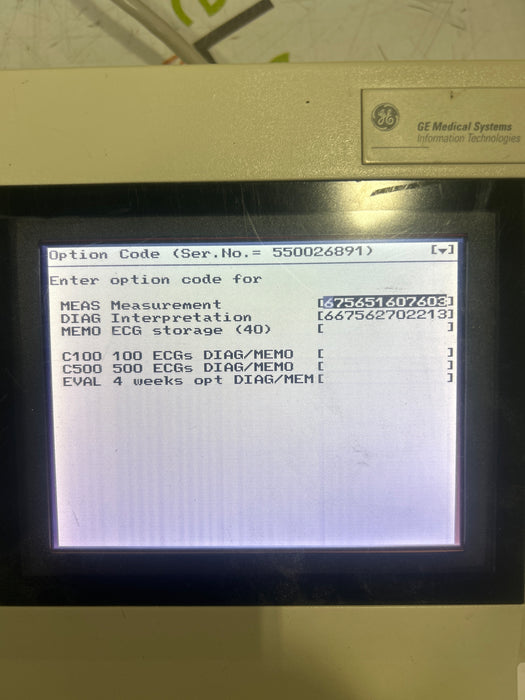 GE Medical Systems
Information Technologies
Option Code (Ser.No.= 550026891) [▾]
Enter option code for
MEAS Measurement [675651607603]
DIAG Interpretation [667562702213]
MEMO ECG storage (40) [ ]
C100 100 ECGs DIAG/MEMO [ ]
C500 500 ECGs DIAG/MEMO [ ]
EVAL 4 weeks opt DIAG/MEM[ ]